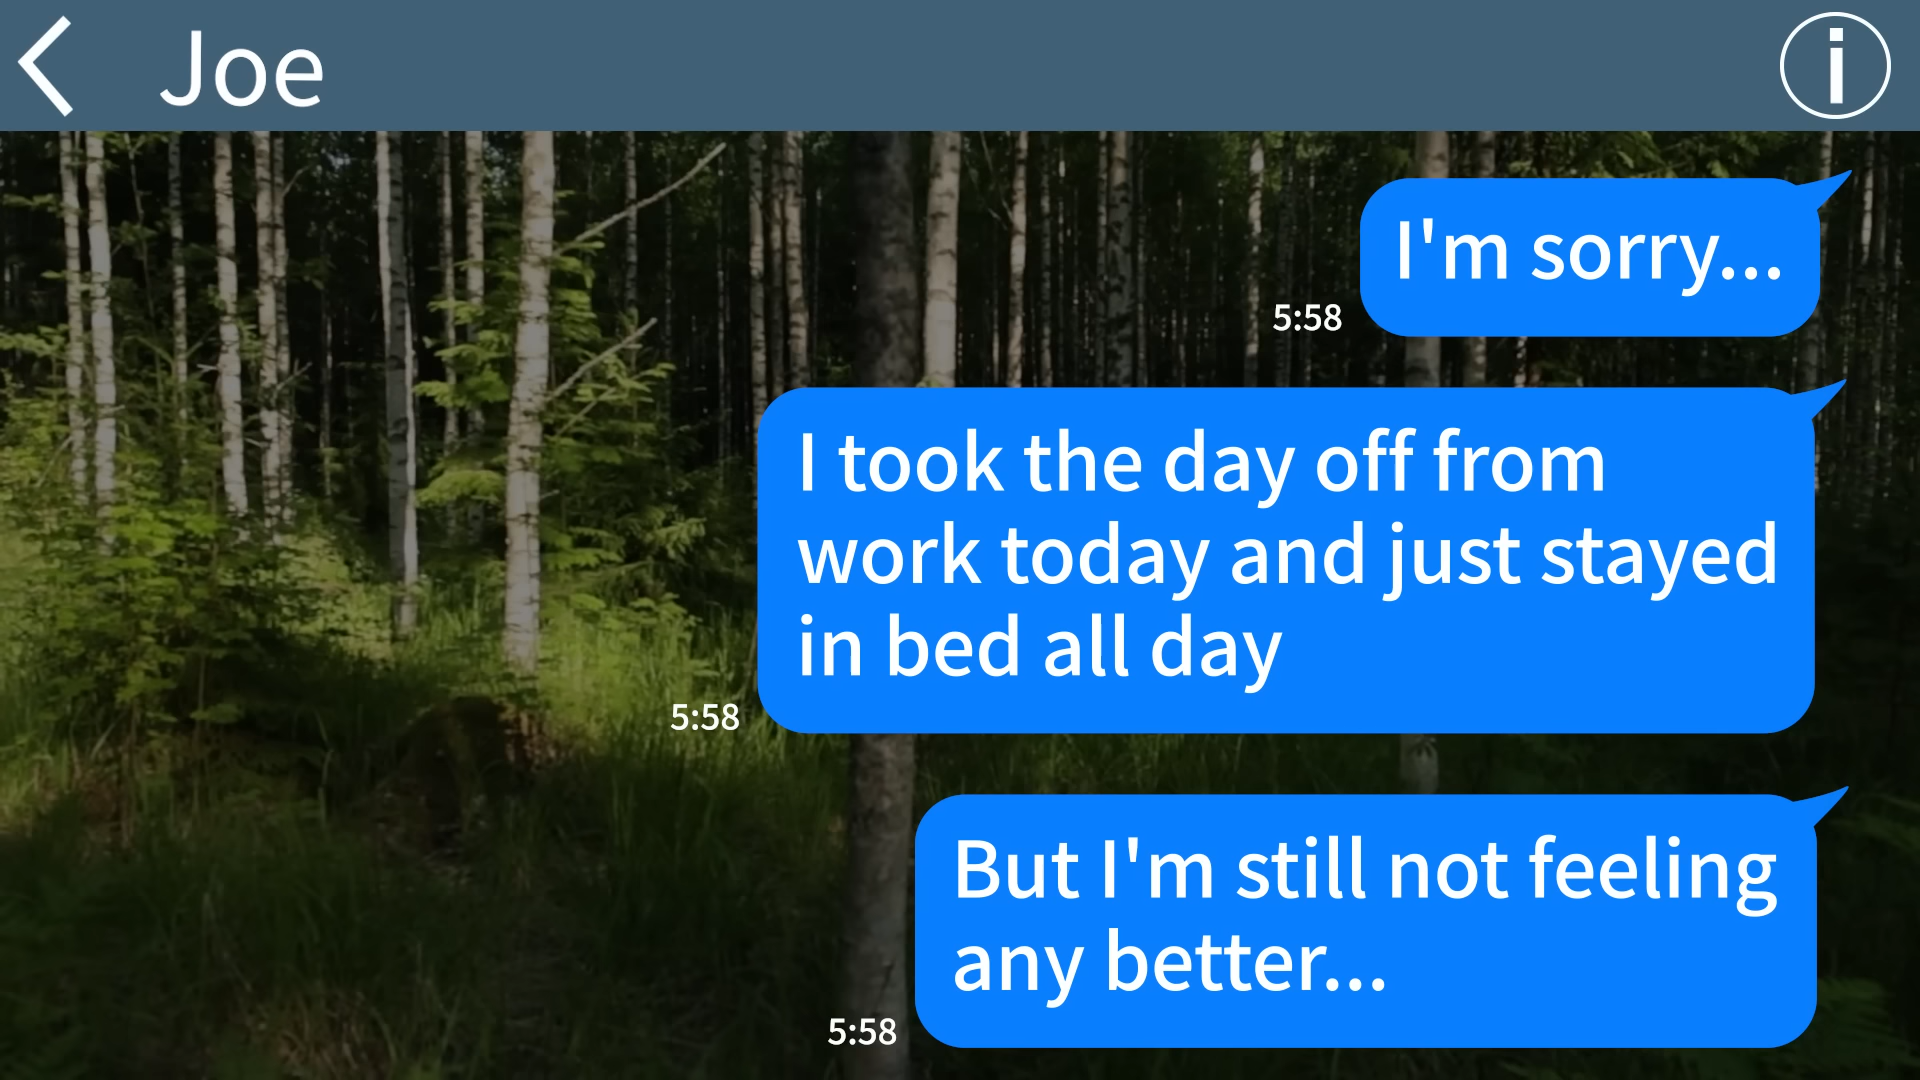 Joe
I'm sorry...
5:58
I took the day off from
work today and just stayed
in bed all day
5:58
But I'm still not feeling
any better...
5:58